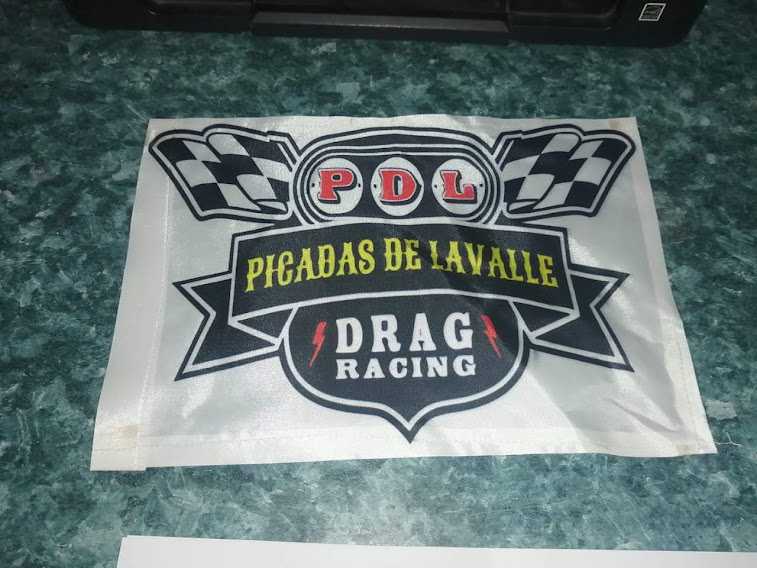 PDL
PICADAS DE LAVALLE
DRAG
RACING